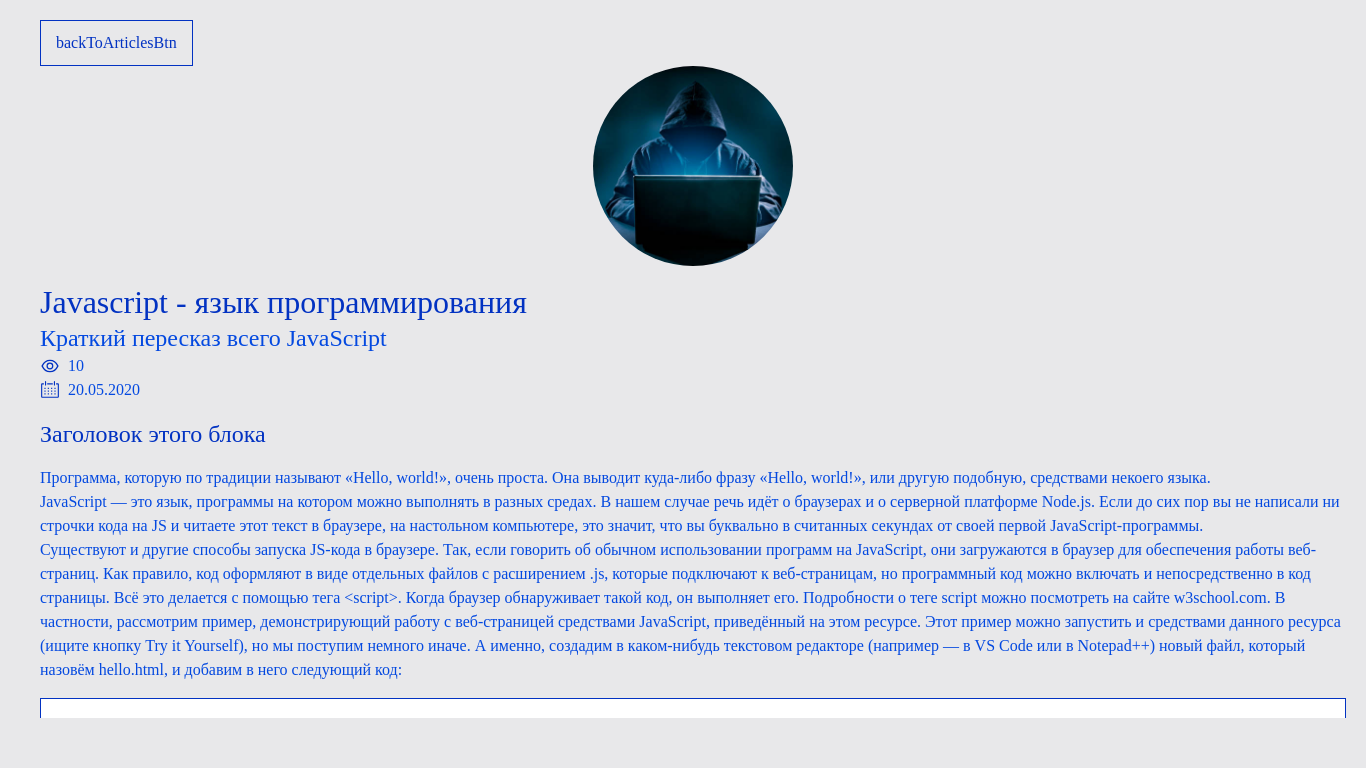 backToArticlesBtn
Javascript - язык программирования
Краткий пересказ всего JavaScript
10
20.05.2020
Заголовок этого блока
Программа, которую по традиции называют «Hello, world!», очень проста. Она выводит куда-либо фразу «Hello, world!», или другую подобную, средствами некоего языка.
JavaScript — это язык, программы на котором можно выполнять в разных средах. В нашем случае речь идёт о браузерах и о серверной платформе Node.js. Если до сих пор вы не написали ни
строчки кода на JS и читаете этот текст в браузере, на настольном компьютере, это значит, что вы буквально в считанных секундах от своей первой JavaScript-программы.
Существуют и другие способы запуска JS-кода в браузере. Так, если говорить об обычном использовании программ на JavaScript, они загружаются в браузер для обеспечения работы веб-
страниц. Как правило, код оформляют в виде отдельных файлов с расширением .js, которые подключают к веб-страницам, но программный код можно включать и непосредственно в код
страницы. Всё это делается с помощью тега <script>. Когда браузер обнаруживает такой код, он выполняет его. Подробности о теге script можно посмотреть на сайте w3school.com. В
частности, рассмотрим пример, демонстрирующий работу с веб-страницей средствами JavaScript, приведённый на этом ресурсе. Этот пример можно запустить и средствами данного ресурса
(ищите кнопку Try it Yourself), но мы поступим немного иначе. А именно, создадим в каком-нибудь текстовом редакторе (например — в VS Code или в Notepad++) новый файл, который
назовём hello.html, и добавим в него следующий код: